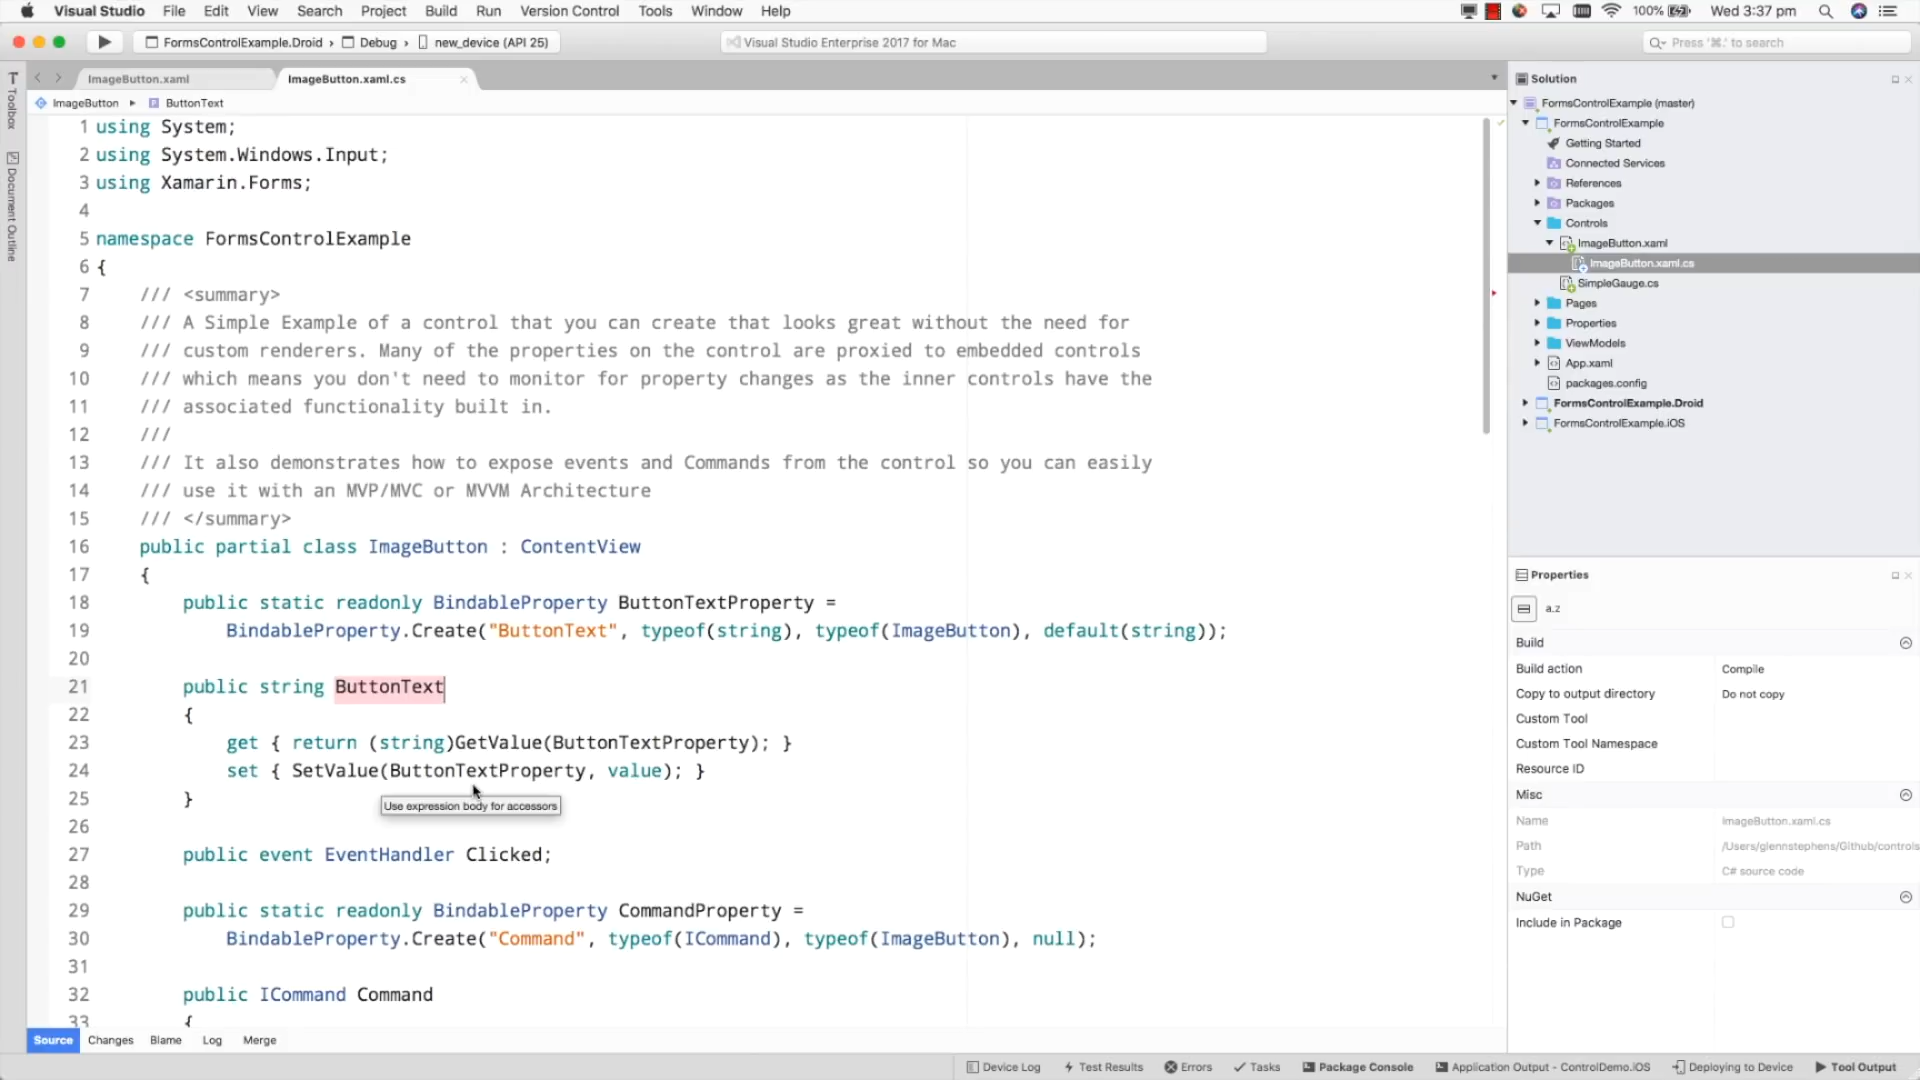 Visual Studio File Edit View Search Project Build Run Version Control Tools Window Help 100% Wed 3:37 pm
FormsControlExample.Droid › Debug › new_device (API 25) Visual Studio Enterprise 2017 for Mac Press '⌘.' to search
Toolbox
Document Outline
ImageButton.xaml ImageButton.xaml.cs
ImageButton ButtonText
1 using System;
2 using System.Windows.Input;
3 using Xamarin.Forms;
4
5 namespace FormsControlExample
6 {
7 /// <summary>
8 /// A Simple Example of a control that you can create that looks great without the need for
9 /// custom renderers. Many of the properties on the control are proxied to embedded controls
10 /// which means you don't need to monitor for property changes as the inner controls have the
11 /// associated functionality built in.
12 ///
13 /// It also demonstrates how to expose events and Commands from the control so you can easily
14 /// use it with an MVP/MVC or MVVM Architecture
15 /// </summary>
16 public partial class ImageButton : ContentView
17 {
18 public static readonly BindableProperty ButtonTextProperty =
19 BindableProperty.Create("ButtonText", typeof(string), typeof(ImageButton), default(string));
20
21 public string ButtonText
22 {
23 get { return (string)GetValue(ButtonTextProperty); }
24 set { SetValue(ButtonTextProperty, value); }
25 }
Use expression body for accessors
26
27 public event EventHandler Clicked;
28
29 public static readonly BindableProperty CommandProperty =
30 BindableProperty.Create("Command", typeof(ICommand), typeof(ImageButton), null);
31
32 public ICommand Command
33 {
Source Changes Blame Log Merge
Solution
FormsControlExample (master)
FormsControlExample
Getting Started
Connected Services
References
Packages
Controls
ImageButton.xaml
ImageButton.xaml.cs
SimpleGauge.cs
Pages
Properties
ViewModels
App.xaml
packages.config
FormsControlExample.Droid
FormsControlExample.iOS
Properties
a.z
Build
Build action Compile
Copy to output directory Do not copy
Custom Tool
Custom Tool Namespace
Resource ID
Misc
Name ImageButton.xaml.cs
Path /Users/glennstephens/Github/controls
Type C# source code
NuGet
Include in Package
Device Log Test Results Errors Tasks Package Console Application Output - ControlDemo.iOS Deploying to Device Tool Output